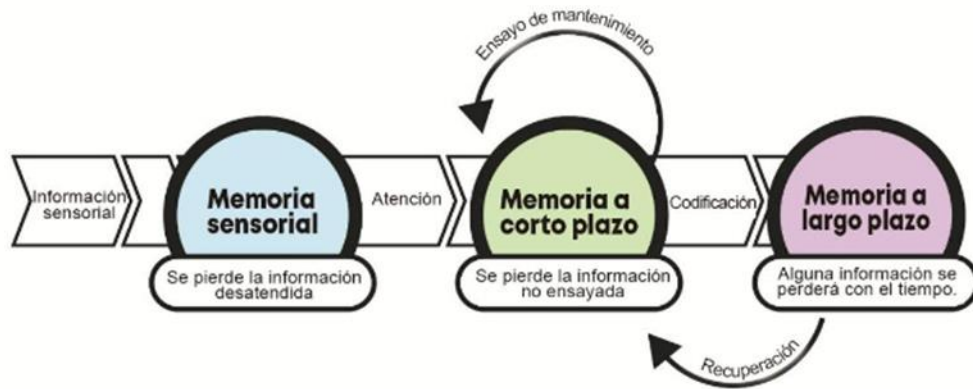 Ensayo de mantenimiento
Información
sensorial
Memoria
sensorial
Se pierde la información
desatendida
Atención
Memoria a
corto plazo
Se pierde la información
no ensayada
Codificación
Memoria a
largo plazo
Alguna información se
perderá con el tiempo.
Recuperación